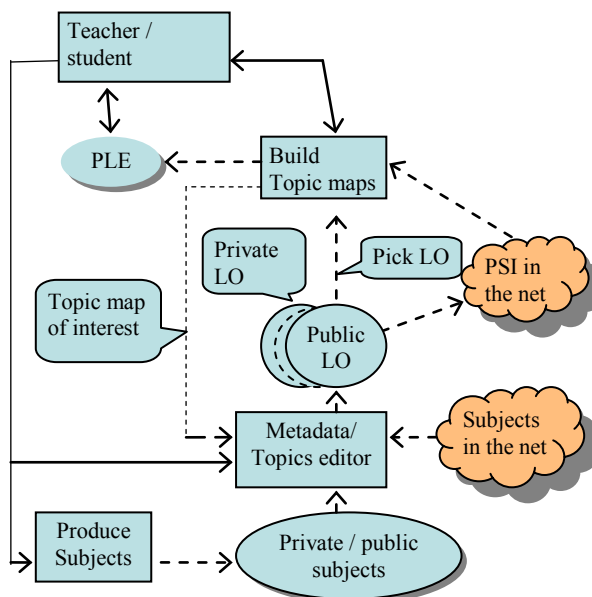 Teacher /
student
PLE
Build
Topic maps
Private
LO
Pick LO
PSI in
the net
Topic map
of interest
Public
LO
Metadata/
Topics editor
Subjects
in the net
Produce
Subjects
Private / public
subjects